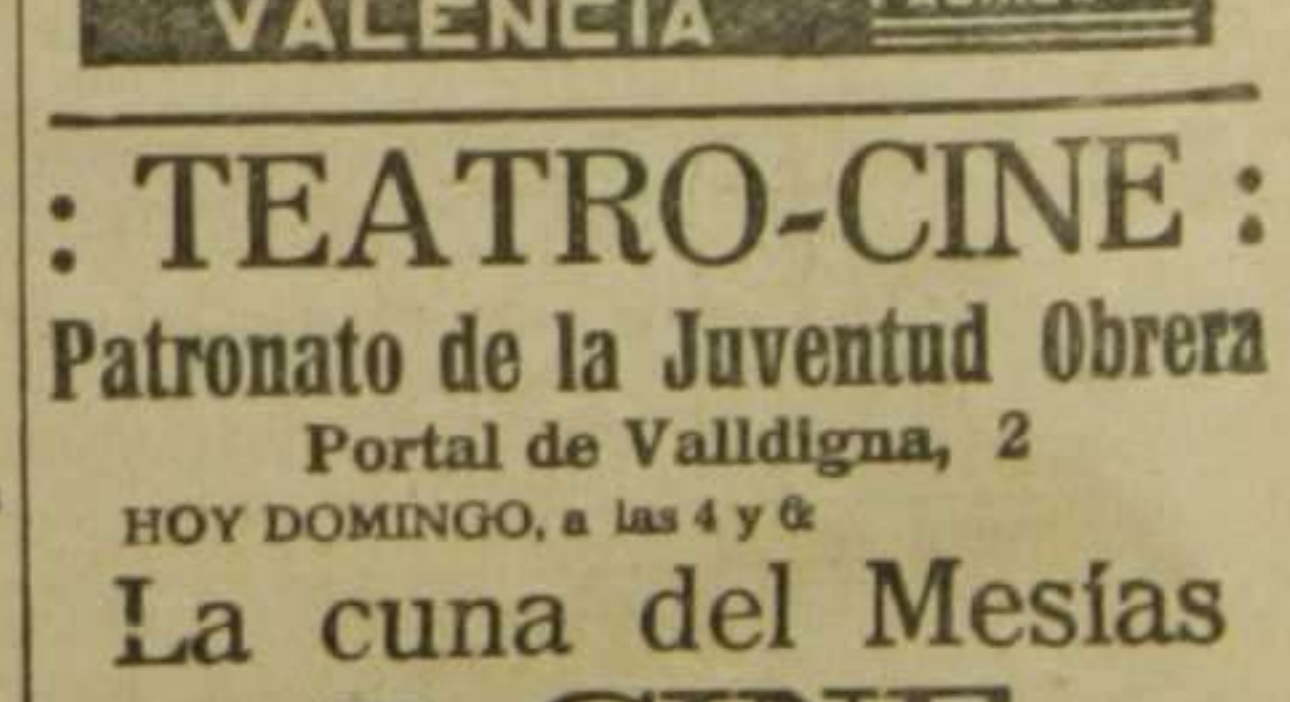 VALENCIA
: TEATRO-CINE :
Patronato de la Juventud Obrera
Portal de Valldigna, 2
HOY DOMINGO, a las 4 y 6:
La cuna del Mesías
CINE